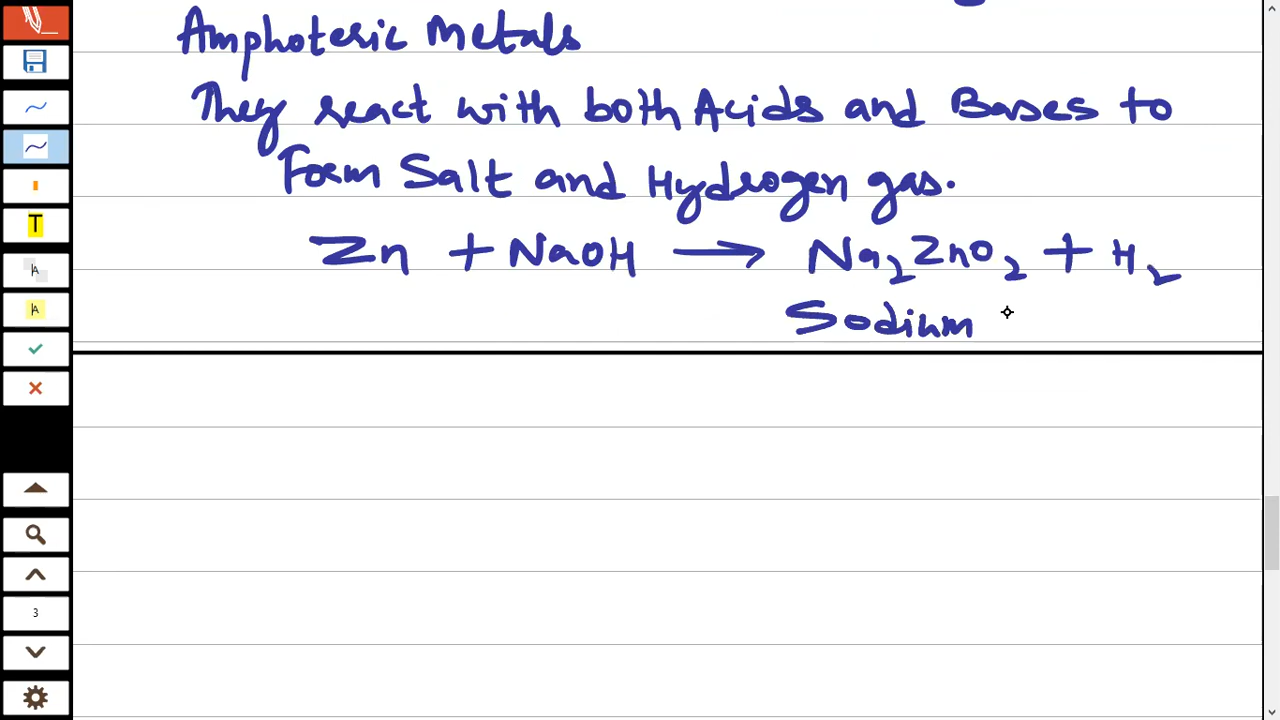 Amphoteric Metals
They react with both Acids and Bases to
Form Salt and Hydrogen gas.
Zn + NaOH → Na₂ZnO₂ + H₂
Sodium
T
A
A
3